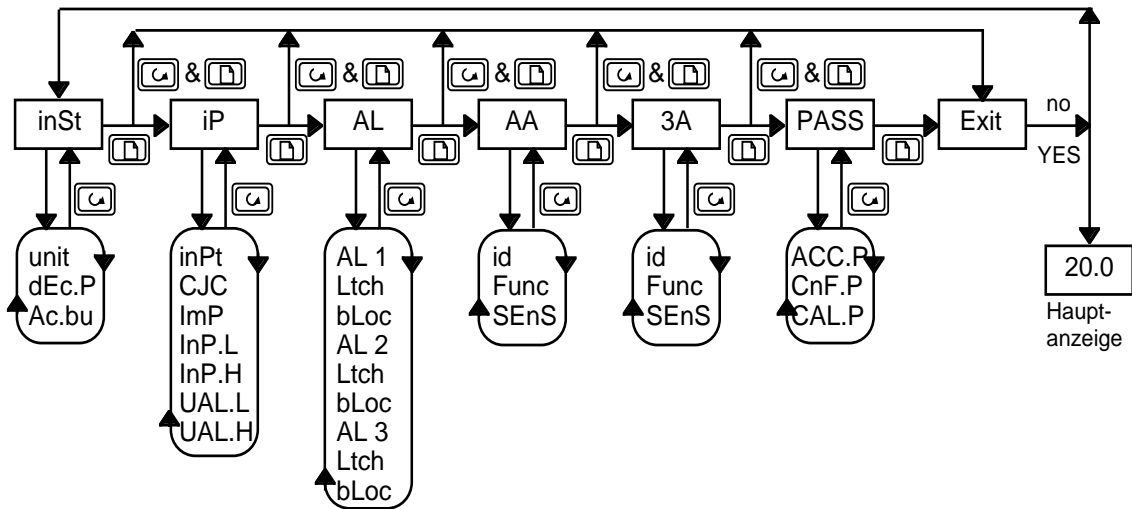 & & & & &
inSt iP AL AA 3A PASS Exit no
YES
unit
dEc.P
Ac.bu
inPt
CJC
ImP
InP.L
InP.H
UAL.L
UAL.H
AL 1
Ltch
bLoc
AL 2
Ltch
bLoc
AL 3
Ltch
bLoc
id
Func
SEnS
id
Func
SEnS
ACC.P
CnF.P
CAL.P
20.0
Haupt-
anzeige